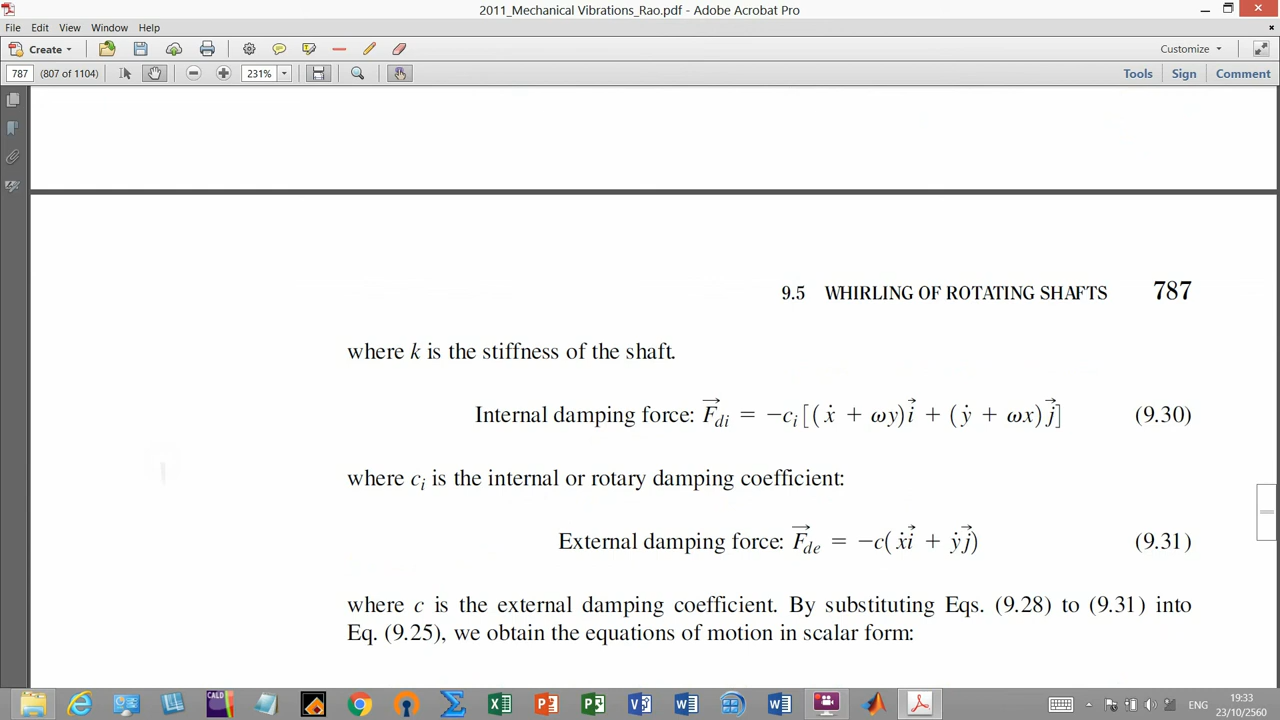 2011_Mechanical Vibrations_Rao.pdf - Adobe Acrobat Pro
File Edit View Window Help
Create Customize
787 (807 of 1104) 231% Tools Sign Comment
9.5 WHIRLING OF ROTATING SHAFTS 787
where k is the stiffness of the shaft.
Internal damping force: F⃗di = −ci[(ẋ + ωy)i⃗ + (ẏ + ωx)j⃗] (9.30)
where ci is the internal or rotary damping coefficient:
External damping force: F⃗de = −c(ẋi⃗ + ẏj⃗) (9.31)
where c is the external damping coefficient. By substituting Eqs. (9.28) to (9.31) into
Eq. (9.25), we obtain the equations of motion in scalar form:
CALD
ENG
19:33
23/10/2560